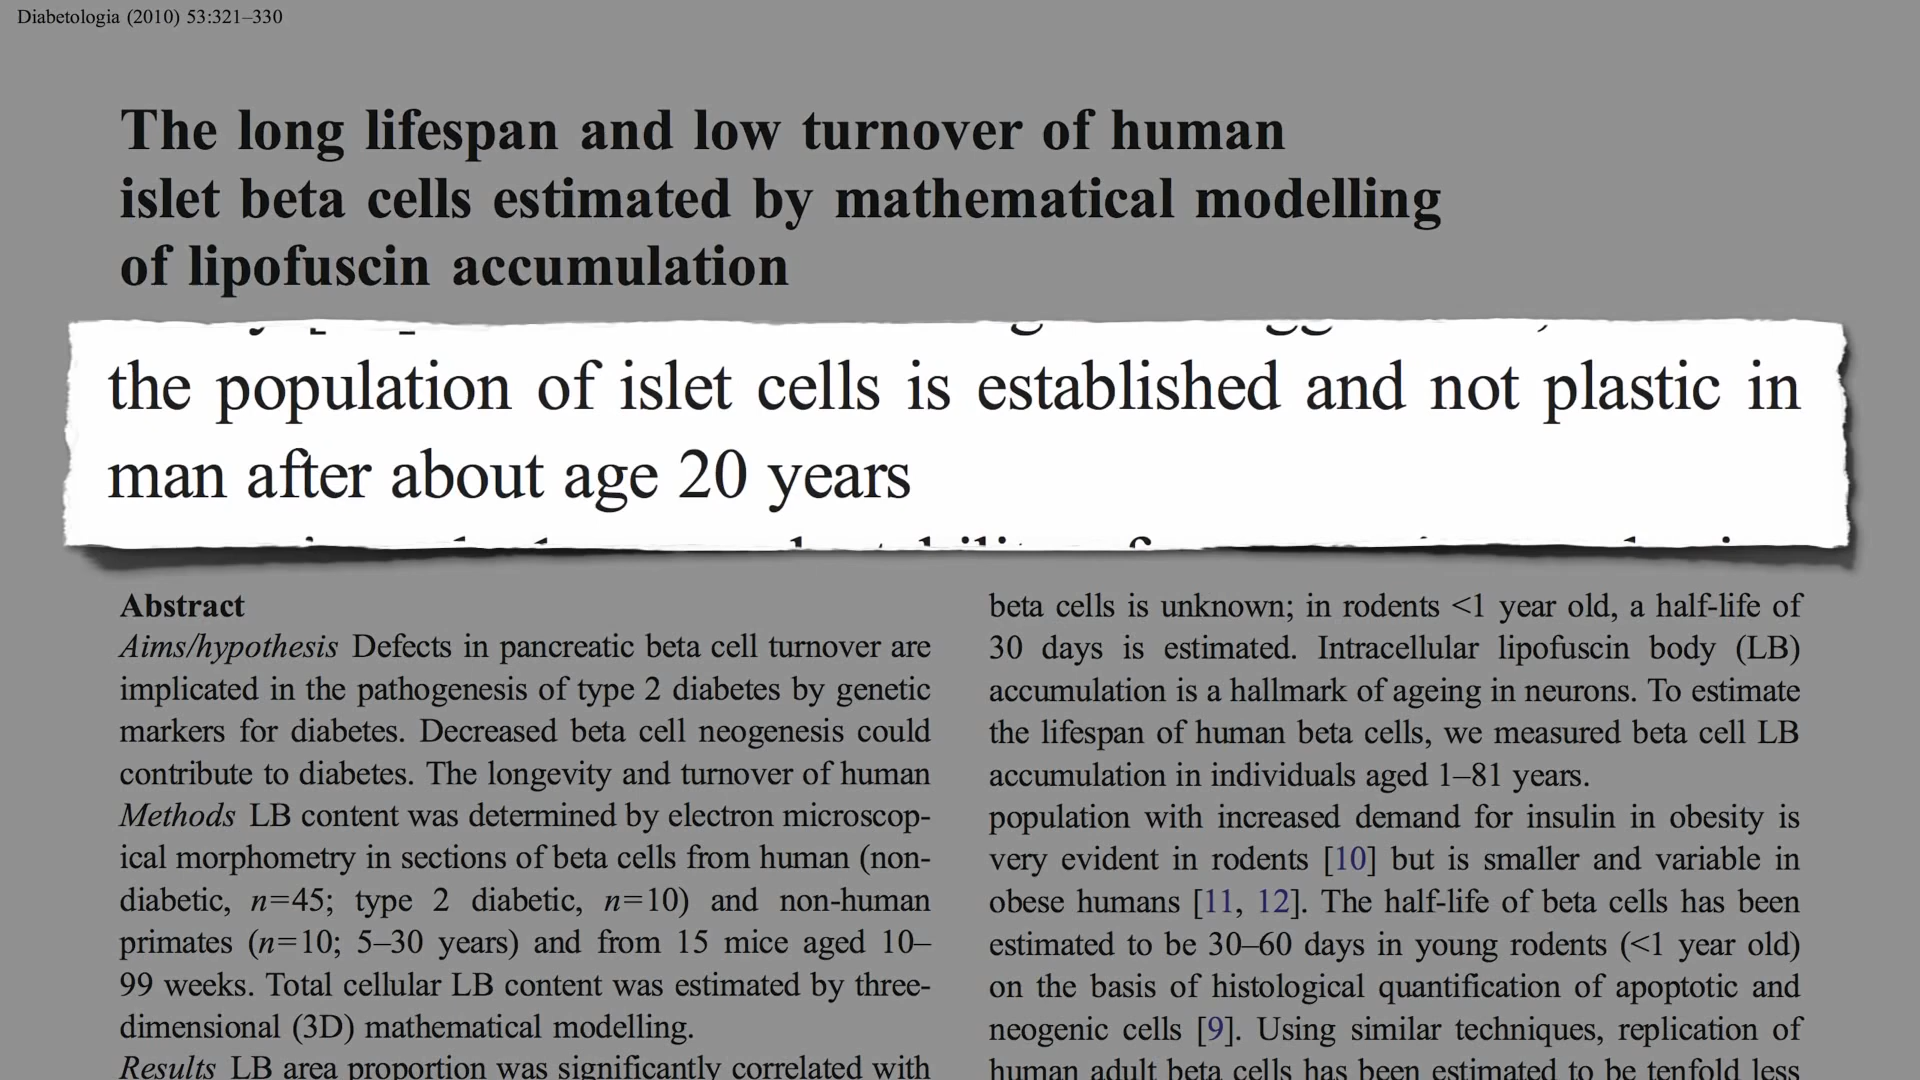 Diabetologia (2010) 53:321–330
The long lifespan and low turnover of human
islet beta cells estimated by mathematical modelling
of lipofuscin accumulation
the population of islet cells is established and not plastic in
man after about age 20 years
Abstract
Aims/hypothesis Defects in pancreatic beta cell turnover are
implicated in the pathogenesis of type 2 diabetes by genetic
markers for diabetes. Decreased beta cell neogenesis could
contribute to diabetes. The longevity and turnover of human
Methods LB content was determined by electron microscop-
ical morphometry in sections of beta cells from human (non-
diabetic, n=45; type 2 diabetic, n=10) and non-human
primates (n=10; 5–30 years) and from 15 mice aged 10–
99 weeks. Total cellular LB content was estimated by three-
dimensional (3D) mathematical modelling.
Results LB area proportion was significantly correlated with
beta cells is unknown; in rodents <1 year old, a half-life of
30 days is estimated. Intracellular lipofuscin body (LB)
accumulation is a hallmark of ageing in neurons. To estimate
the lifespan of human beta cells, we measured beta cell LB
accumulation in individuals aged 1–81 years.
population with increased demand for insulin in obesity is
very evident in rodents [10] but is smaller and variable in
obese humans [11, 12]. The half-life of beta cells has been
estimated to be 30–60 days in young rodents (<1 year old)
on the basis of histological quantification of apoptotic and
neogenic cells [9]. Using similar techniques, replication of
human adult beta cells has been estimated to be tenfold less